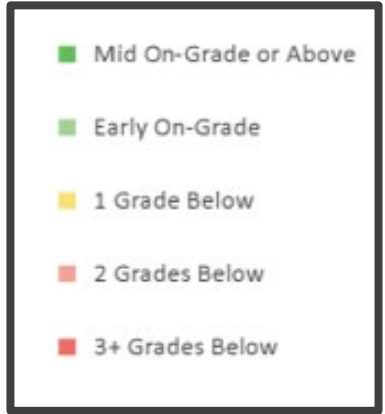 Mid On-Grade or Above
Early On-Grade
1 Grade Below
2 Grades Below
3+ Grades Below